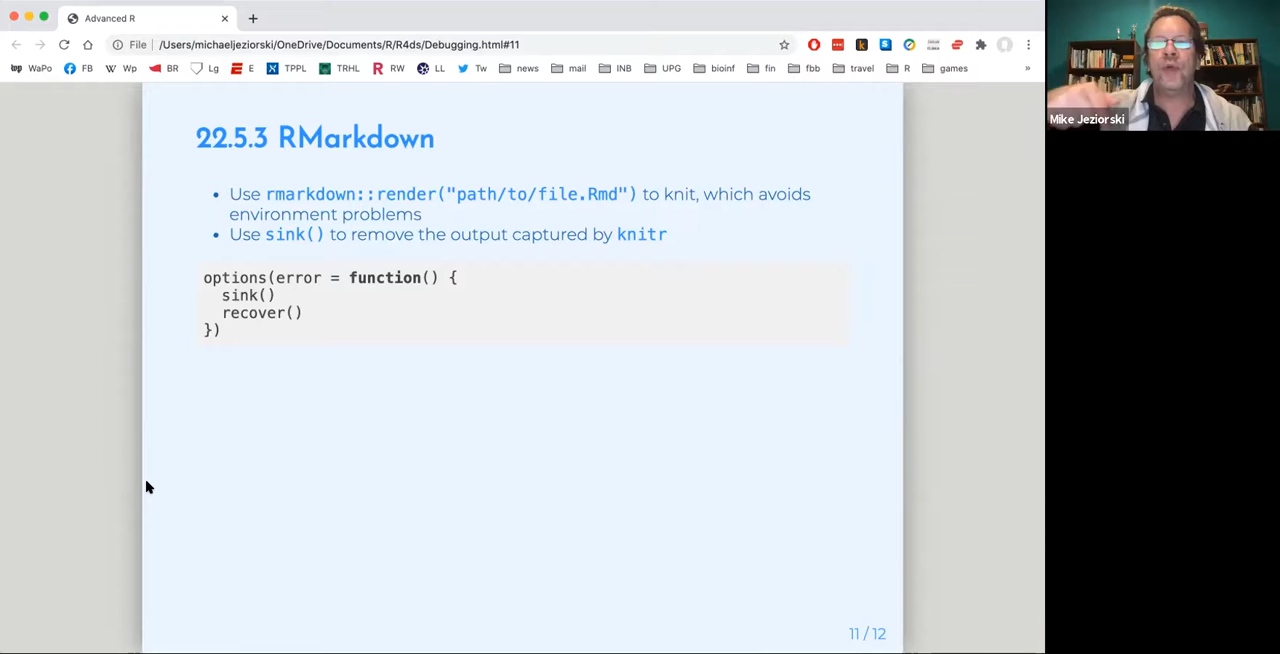 Advanced R
File | /Users/michaeljeziorski/OneDrive/Documents/R/R4ds/Debugging.html#11
WaPo FB Wp BR Lg E TPPL TRHL RW LL Tw news mail INB UPG bioinf fin fbb travel R games »
Mike Jeziorski
22.5.3 RMarkdown
• Use rmarkdown::render("path/to/file.Rmd") to knit, which avoids
environment problems
• Use sink() to remove the output captured by knitr
options(error = function() {
sink()
recover()
})
11 / 12